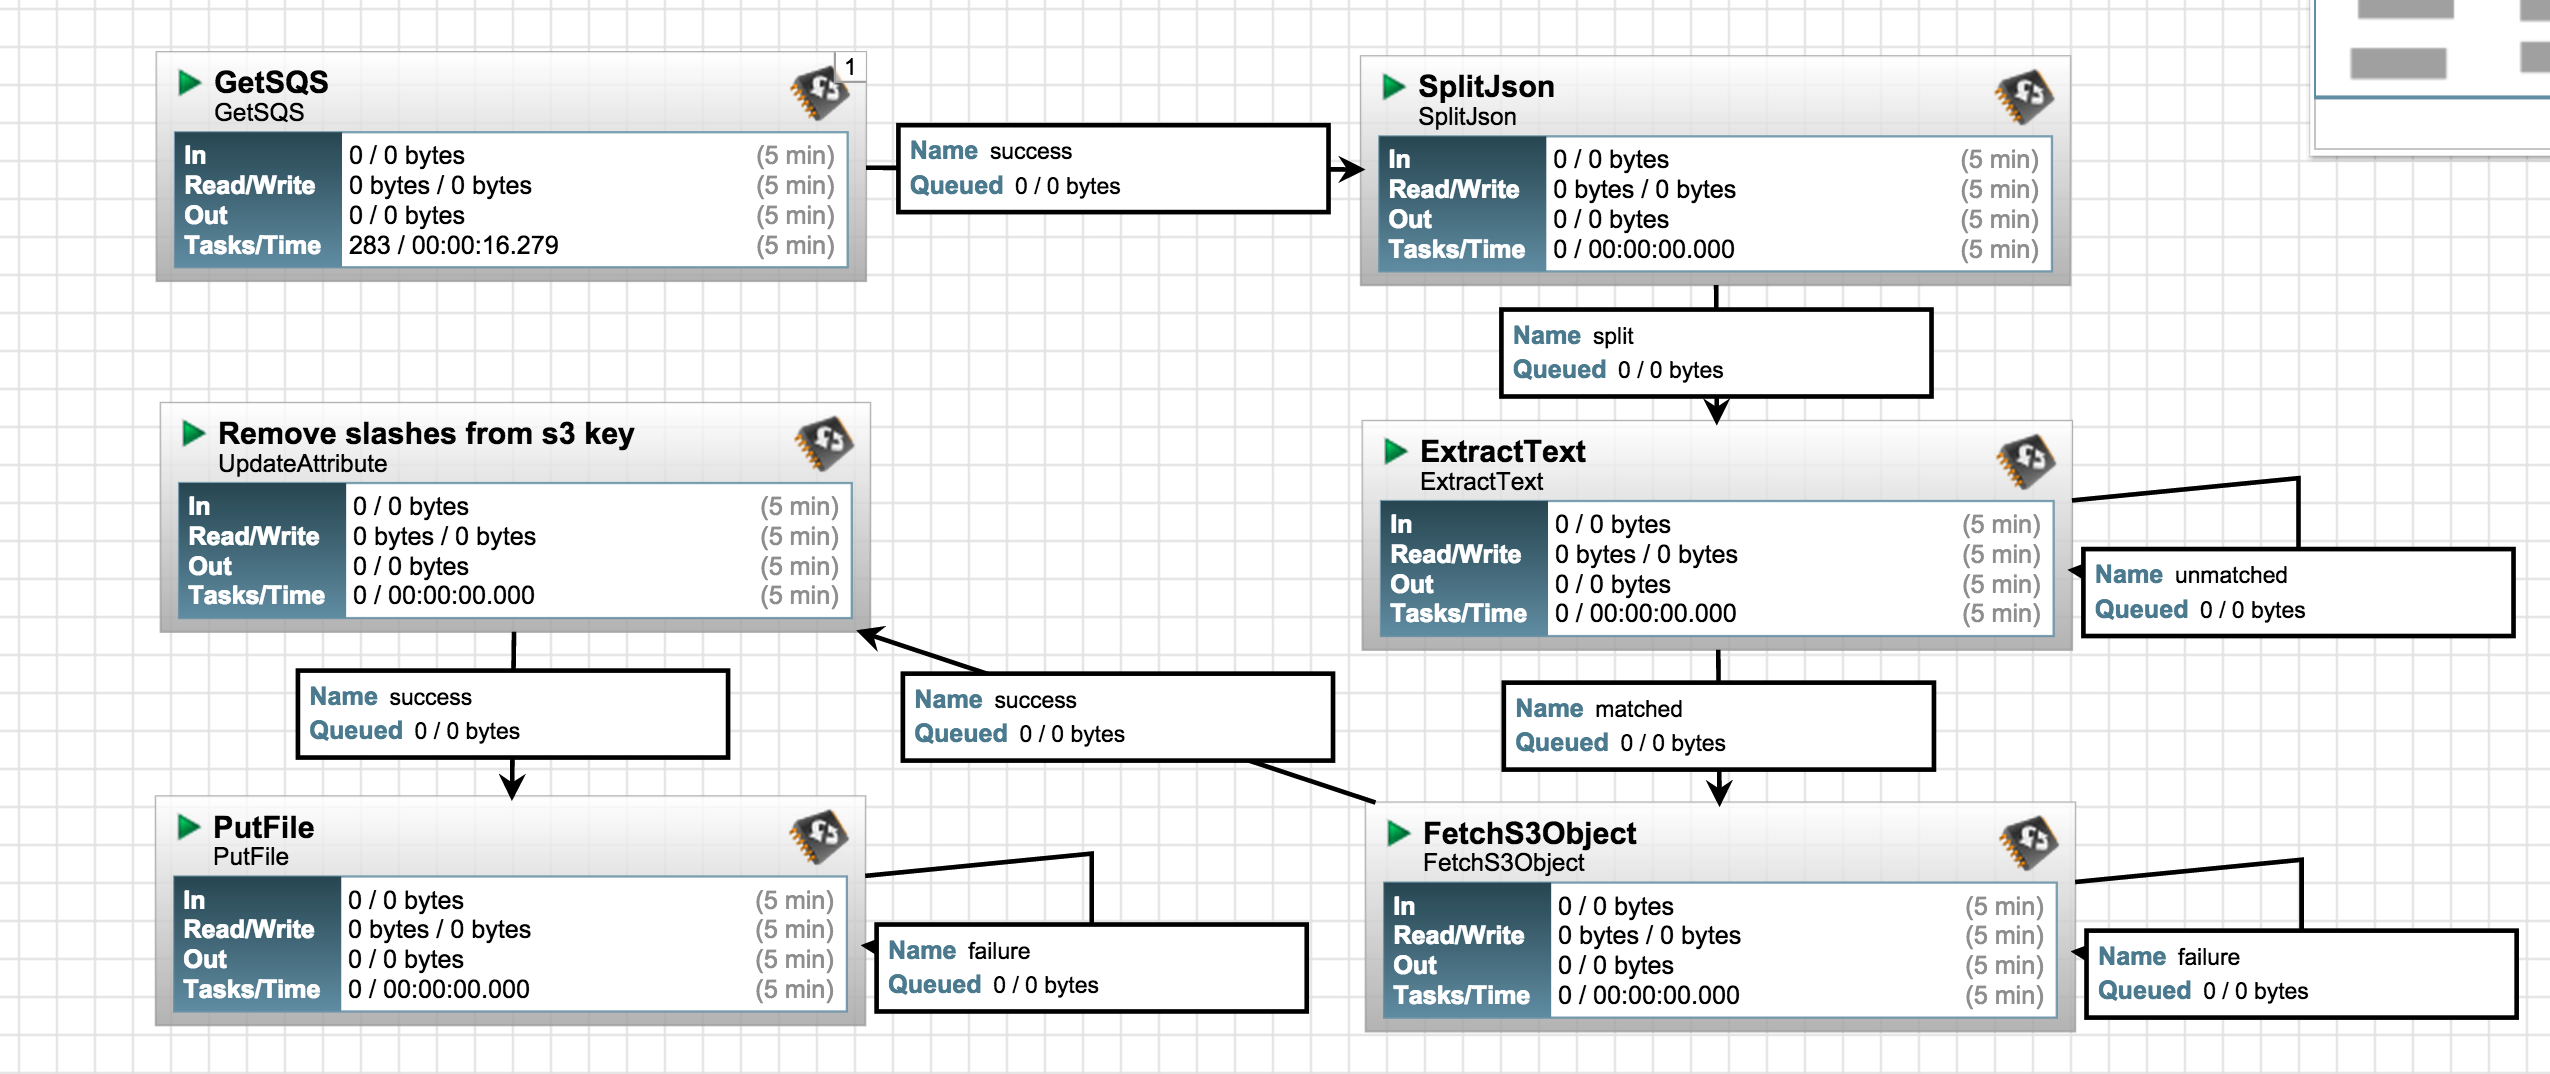 GetSQS
1
GetSQS
In 0 / 0 bytes (5 min)
Read/Write 0 bytes / 0 bytes (5 min)
Out 0 / 0 bytes (5 min)
Tasks/Time 283 / 00:00:16.279 (5 min)
Name success
Queued 0 / 0 bytes
SplitJson
SplitJson
In 0 / 0 bytes (5 min)
Read/Write 0 bytes / 0 bytes (5 min)
Out 0 / 0 bytes (5 min)
Tasks/Time 0 / 00:00:00.000 (5 min)
Name split
Queued 0 / 0 bytes
ExtractText
ExtractText
In 0 / 0 bytes (5 min)
Read/Write 0 bytes / 0 bytes (5 min)
Out 0 / 0 bytes (5 min)
Tasks/Time 0 / 00:00:00.000 (5 min)
Name unmatched
Queued 0 / 0 bytes
Name matched
Queued 0 / 0 bytes
FetchS3Object
FetchS3Object
In 0 / 0 bytes (5 min)
Read/Write 0 bytes / 0 bytes (5 min)
Out 0 / 0 bytes (5 min)
Tasks/Time 0 / 00:00:00.000 (5 min)
Name failure
Queued 0 / 0 bytes
Name success
Queued 0 / 0 bytes
Remove slashes from s3 key
UpdateAttribute
In 0 / 0 bytes (5 min)
Read/Write 0 bytes / 0 bytes (5 min)
Out 0 / 0 bytes (5 min)
Tasks/Time 0 / 00:00:00.000 (5 min)
Name success
Queued 0 / 0 bytes
PutFile
PutFile
In 0 / 0 bytes (5 min)
Read/Write 0 bytes / 0 bytes (5 min)
Out 0 / 0 bytes (5 min)
Tasks/Time 0 / 00:00:00.000 (5 min)
Name failure
Queued 0 / 0 bytes